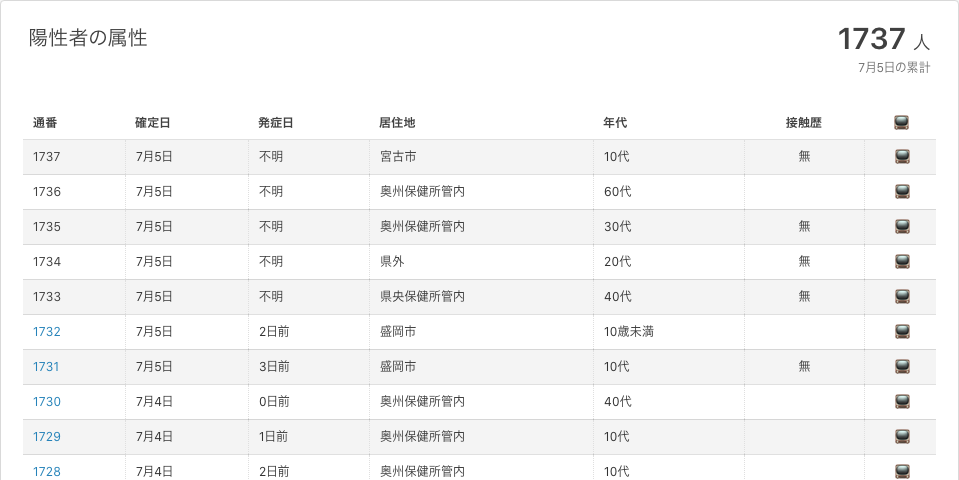 陽性者の属性
1737 人
7月5日の累計
通番 確定日 発症日 居住地 年代 接触歴
1737 7月5日 不明 宮古市 10代 無
1736 7月5日 不明 奥州保健所管内 60代
1735 7月5日 不明 奥州保健所管内 30代 無
1734 7月5日 不明 県外 20代 無
1733 7月5日 不明 県央保健所管内 40代 無
1732 7月5日 2日前 盛岡市 10歳未満
1731 7月5日 3日前 盛岡市 10代 無
1730 7月4日 0日前 奥州保健所管内 40代
1729 7月4日 1日前 奥州保健所管内 10代
1728 7月4日 2日前 奥州保健所管内 10代